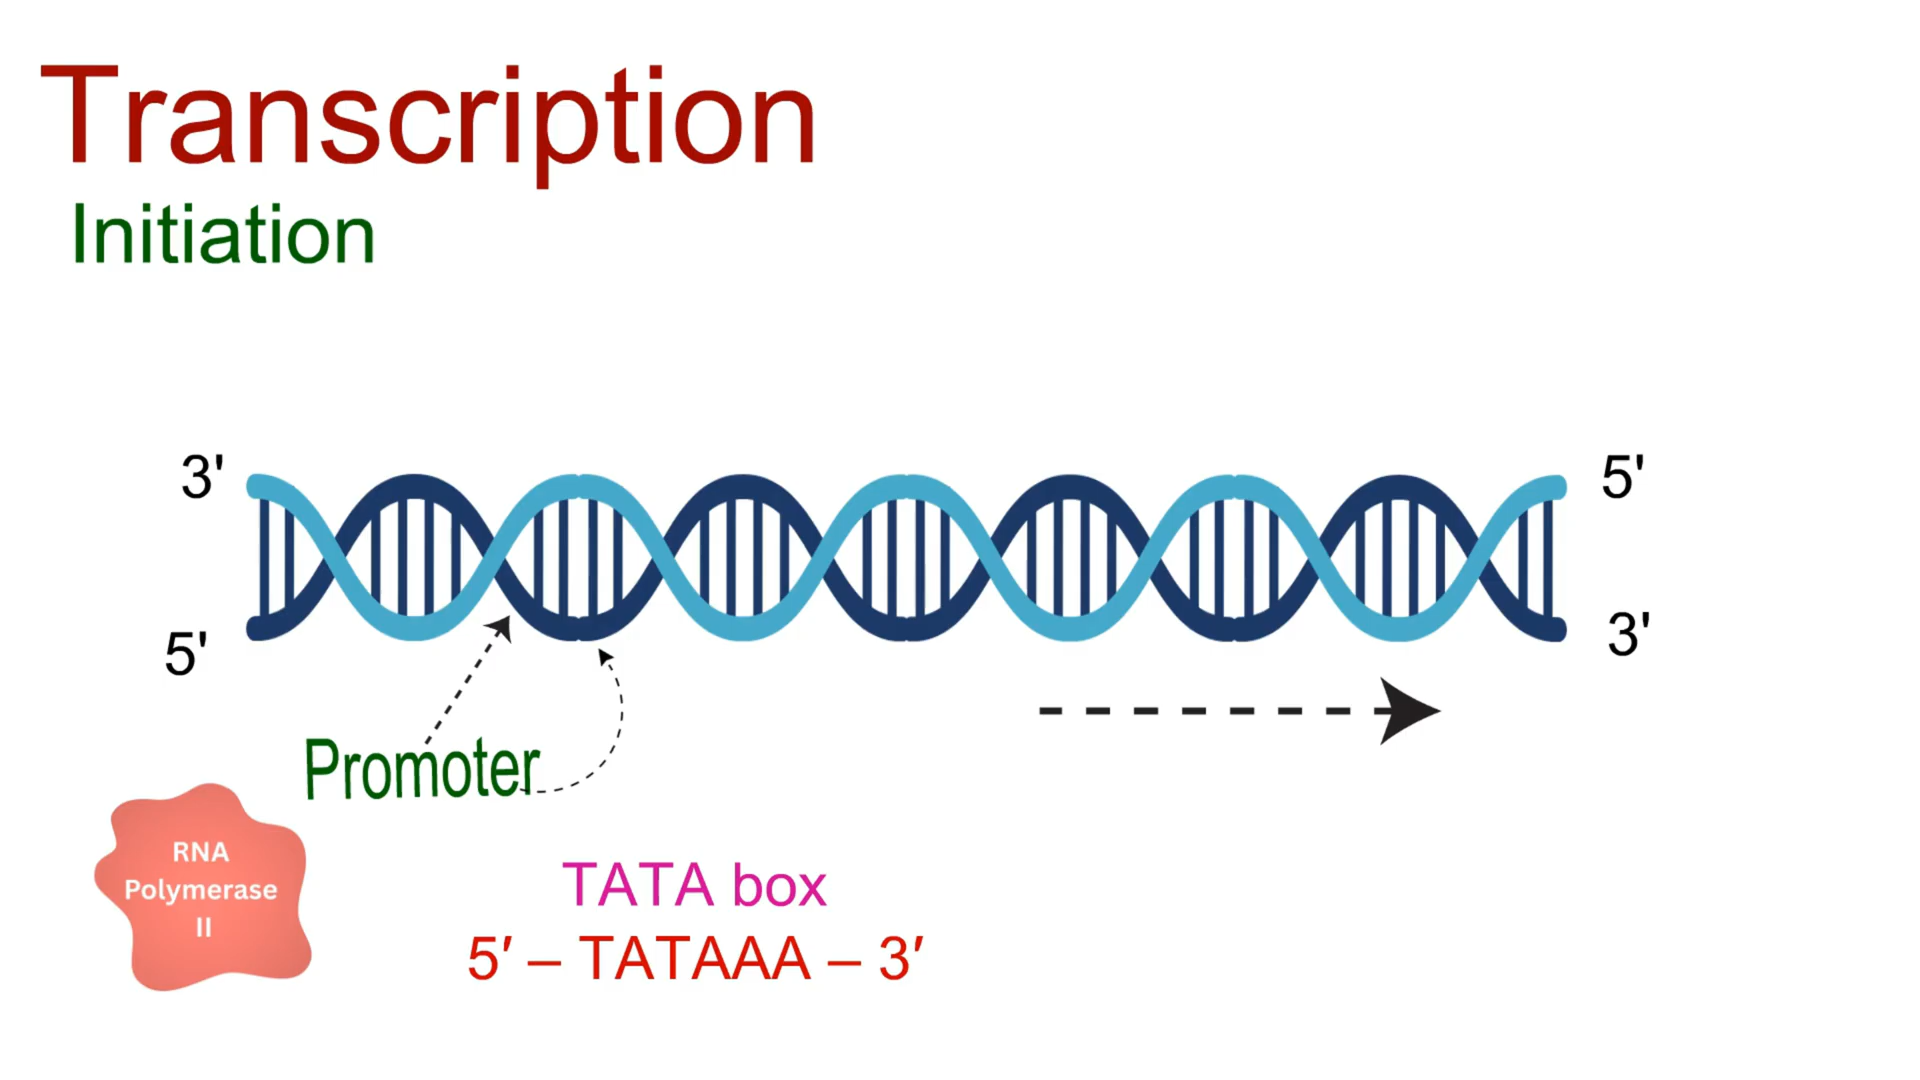 Transcription
Initiation
3'
5'
5'
3'
Promoter
RNA
Polymerase
II
TATA box
5′ – TATAAA – 3′